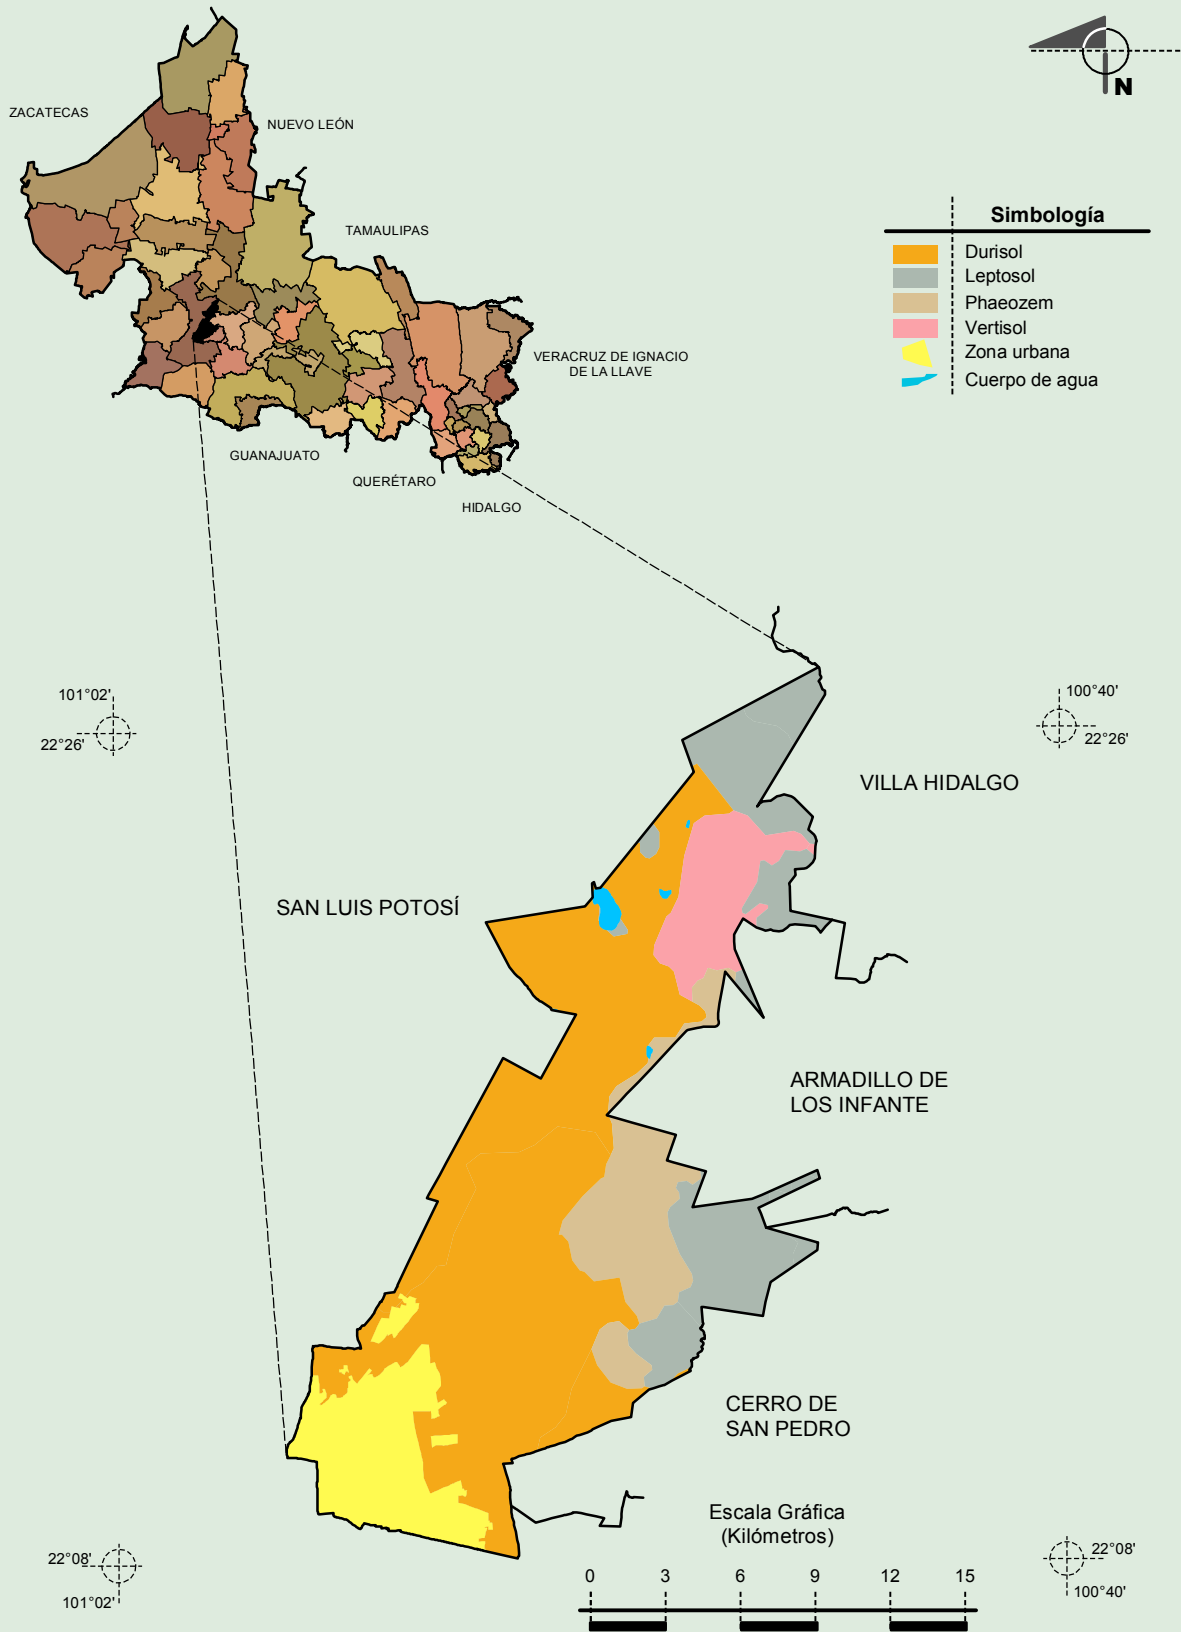 N
ZACATECAS
NUEVO LEÓN
TAMAULIPAS
VERACRUZ DE IGNACIO
DE LA LLAVE
GUANAJUATO
QUERÉTARO
HIDALGO
Simbología
Durisol
Leptosol
Phaeozem
Vertisol
Zona urbana
Cuerpo de agua
101°02'
22°26'
100°40'
22°26'
VILLA HIDALGO
SAN LUIS POTOSÍ
ARMADILLO DE
LOS INFANTE
CERRO DE
SAN PEDRO
Escala Gráfica
(Kilómetros)
0 3 6 9 12 15
22°08'
101°02'
22°08'
100°40'